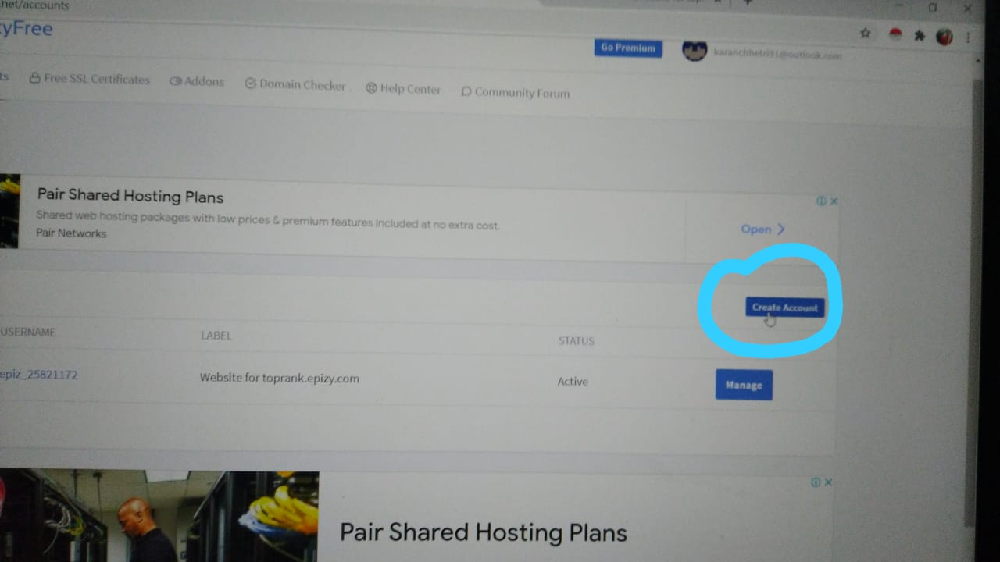 .net/accounts
tyFree
Go Premium
karanchhetri91@outlook.com
ts Free SSL Certificates Addons Domain Checker Help Center Community Forum
Pair Shared Hosting Plans
Shared web hosting packages with low prices & premium features included at no extra cost.
Pair Networks
Open
Create Account
USERNAME LABEL STATUS
epiz_25821172 Website for toprank.epizy.com Active Manage
Pair Shared Hosting Plans